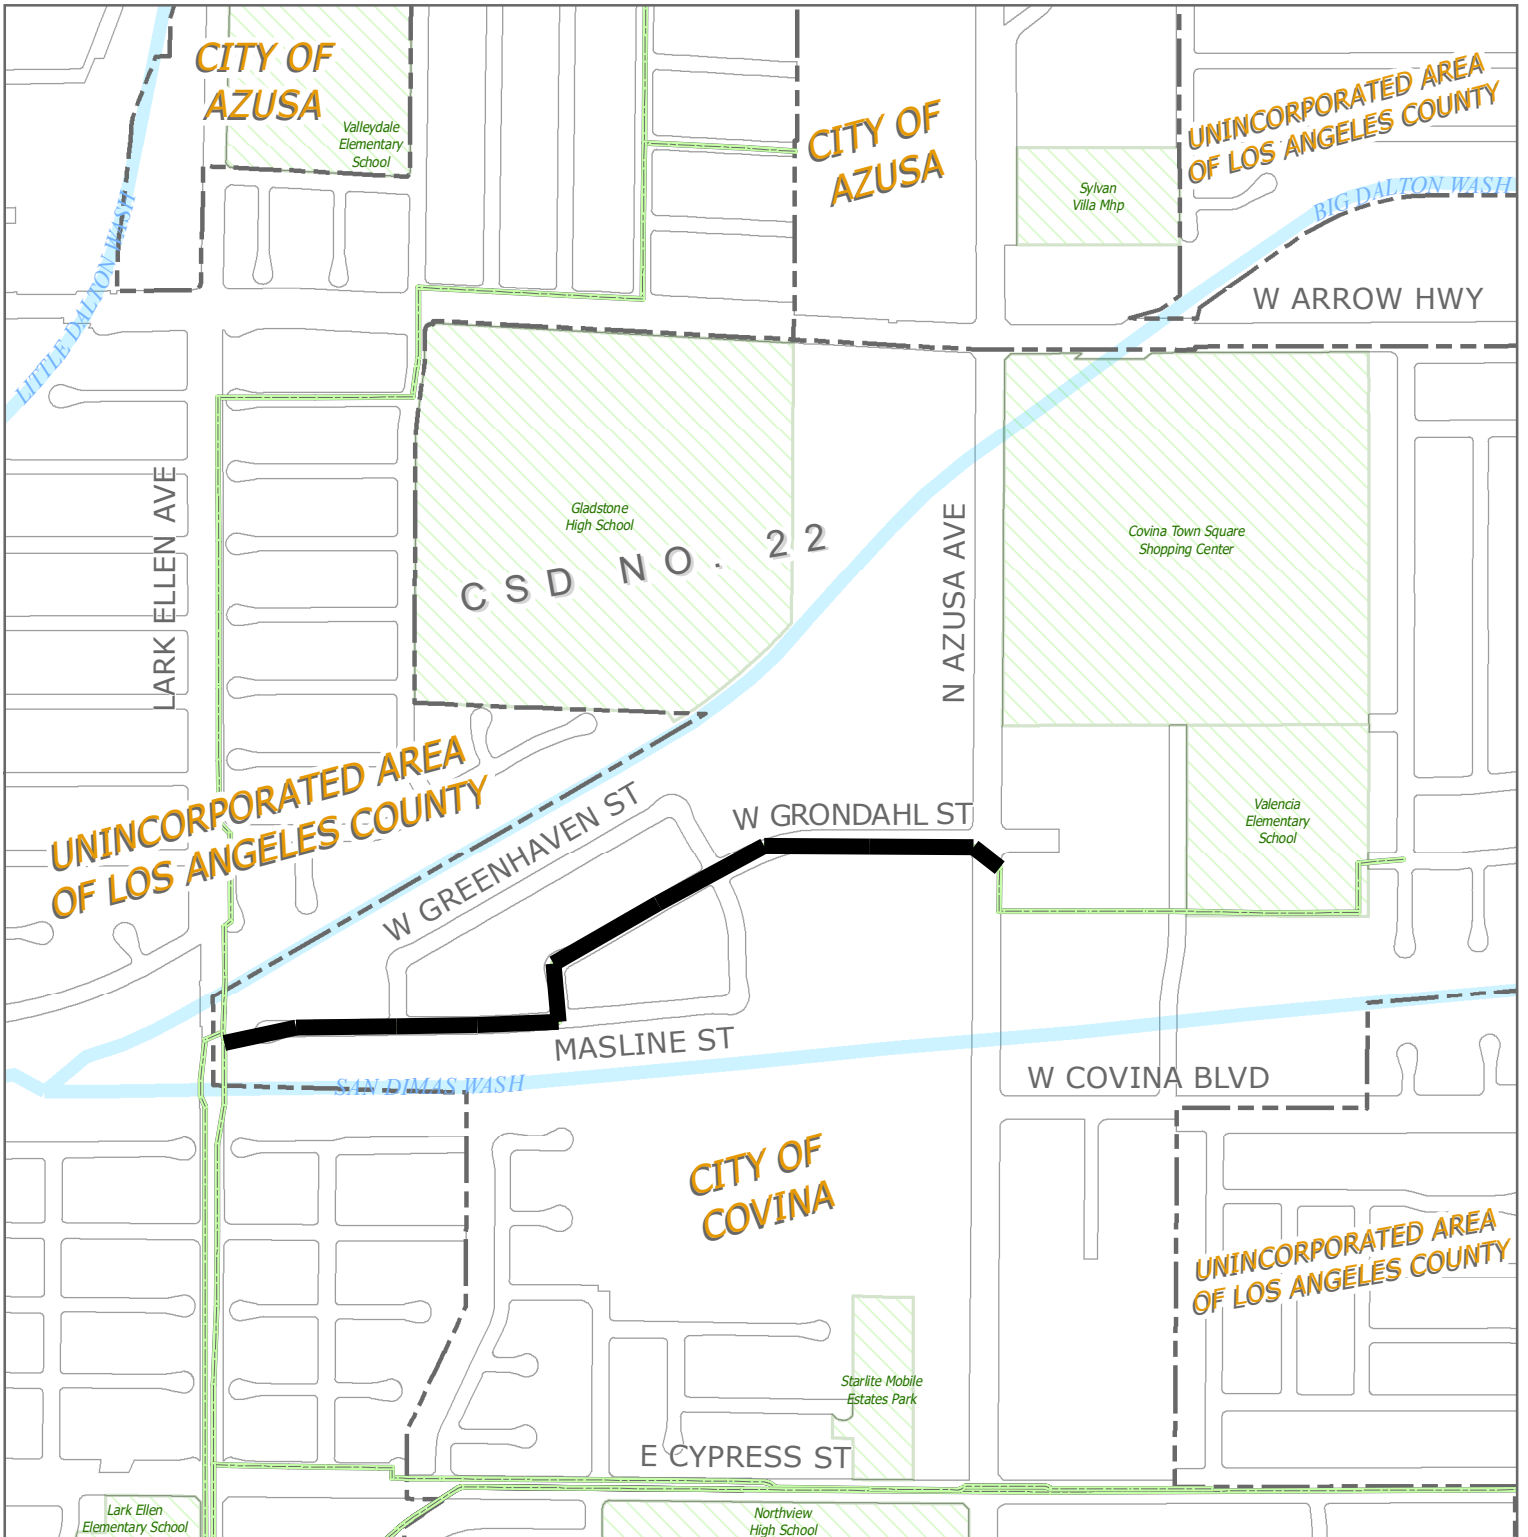 CITY OF
AZUSA
Valleydale
Elementary
School
CITY OF
AZUSA
UNINCORPORATED AREA
OF LOS ANGELES COUNTY
Sylvan
Villa Mhp
BIG DALTON WASH
LITTLE DALTON WASH
W ARROW HWY
LARK ELLEN AVE
Gladstone
High School
CSD NO. 22
N AZUSA AVE
Covina Town Square
Shopping Center
UNINCORPORATED AREA
OF LOS ANGELES COUNTY
W GREENHAVEN ST
W GRONDAHL ST
Valencia
Elementary
School
MASLINE ST
SAN DIMAS WASH
W COVINA BLVD
CITY OF
COVINA
UNINCORPORATED AREA
OF LOS ANGELES COUNTY
Starlite Mobile
Estates Park
E CYPRESS ST
Lark Ellen
Elementary School
Northview
High School